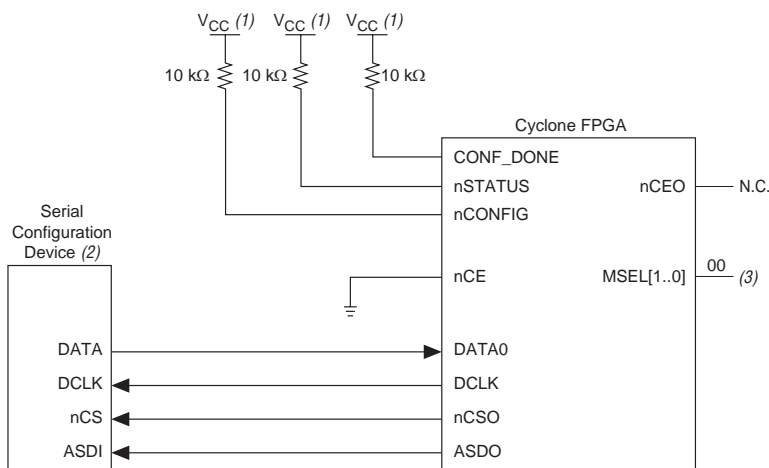 VCC (1) VCC (1) VCC (1)
10 kΩ 10 kΩ 10 kΩ
Cyclone FPGA
CONF_DONE
nSTATUS nCEO N.C.
nCONFIG
Serial
Configuration
Device (2)
nCE MSEL[1..0] 00 (3)
DATA DATA0
DCLK DCLK
nCS nCSO
ASDI ASDO